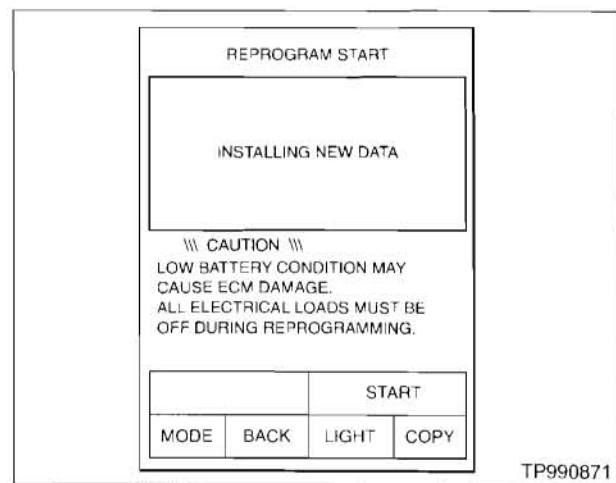 REPROGRAM START
INSTALLING NEW DATA
\\\ CAUTION \\\
LOW BATTERY CONDITION MAY
CAUSE ECM DAMAGE.
ALL ELECTRICAL LOADS MUST BE
OFF DURING REPROGRAMMING.
START
MODE BACK LIGHT COPY
TP990871